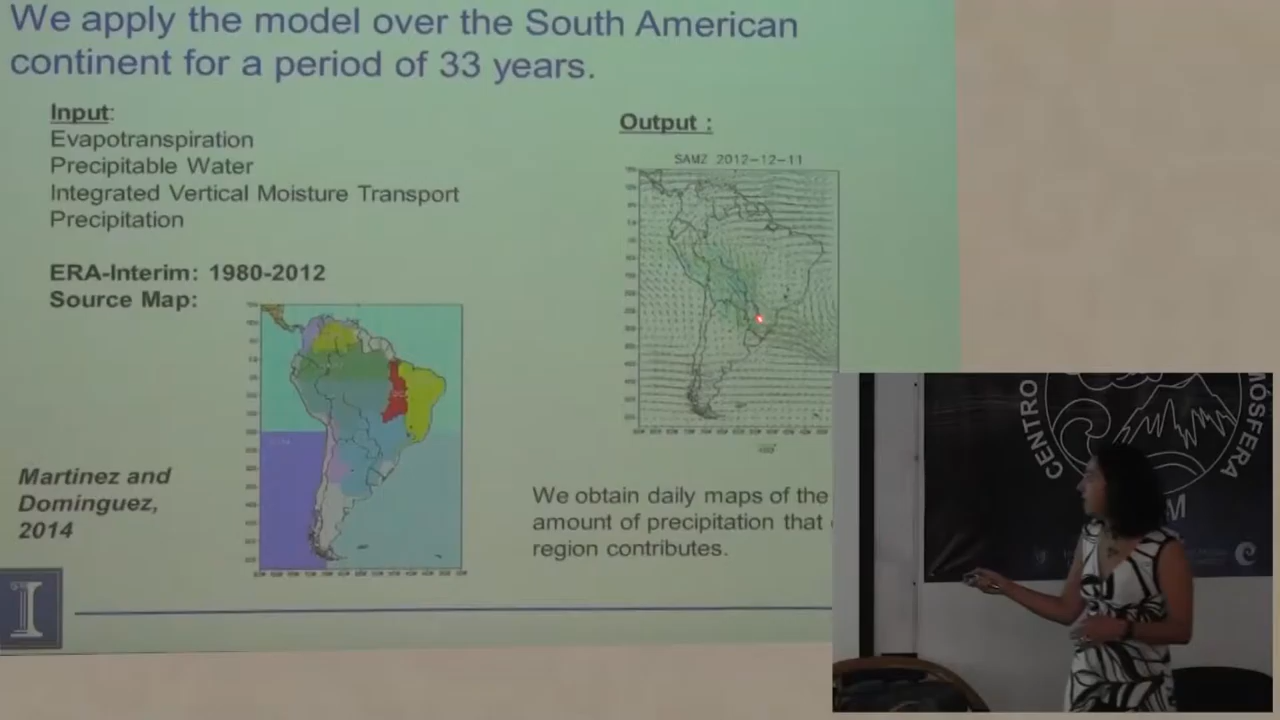 We apply the model over the South American
continent for a period of 33 years.
Input:
Evapotranspiration
Precipitable Water
Integrated Vertical Moisture Transport
Precipitation
ERA-Interim: 1980-2012
Source Map:
Martinez and
Dominguez,
2014
Output :
SAMZ 2012-12-11
We obtain daily maps of the
amount of precipitation that
region contributes.
I
CENTRO
MÓSFERA
M